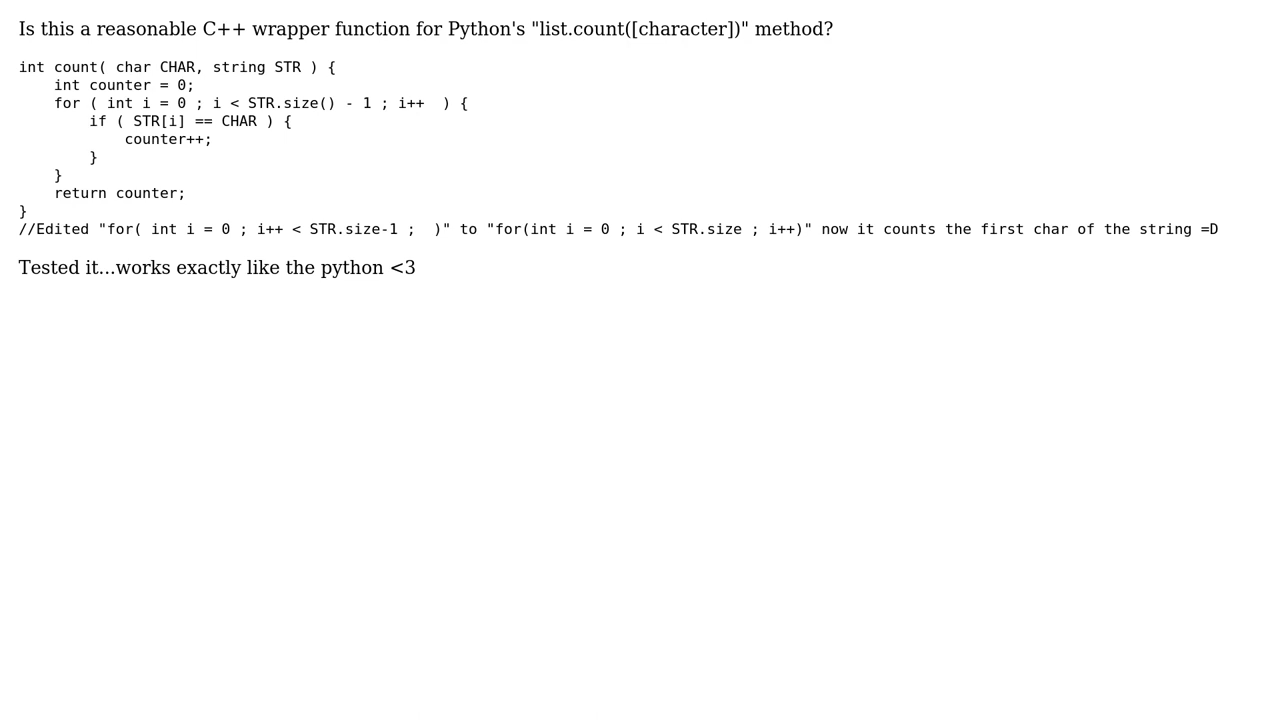 Is this a reasonable C++ wrapper function for Python's "list.count([character])" method?
int count( char CHAR, string STR ) {
    int counter = 0;
    for ( int i = 0 ; i < STR.size() - 1 ; i++  ) {
        if ( STR[i] == CHAR ) {
            counter++;
        }
    }
    return counter;
}
//Edited "for( int i = 0 ; i++ < STR.size-1 ;  )" to "for(int i = 0 ; i < STR.size ; i++)" now it counts the first char of the string =D
Tested it...works exactly like the python <3